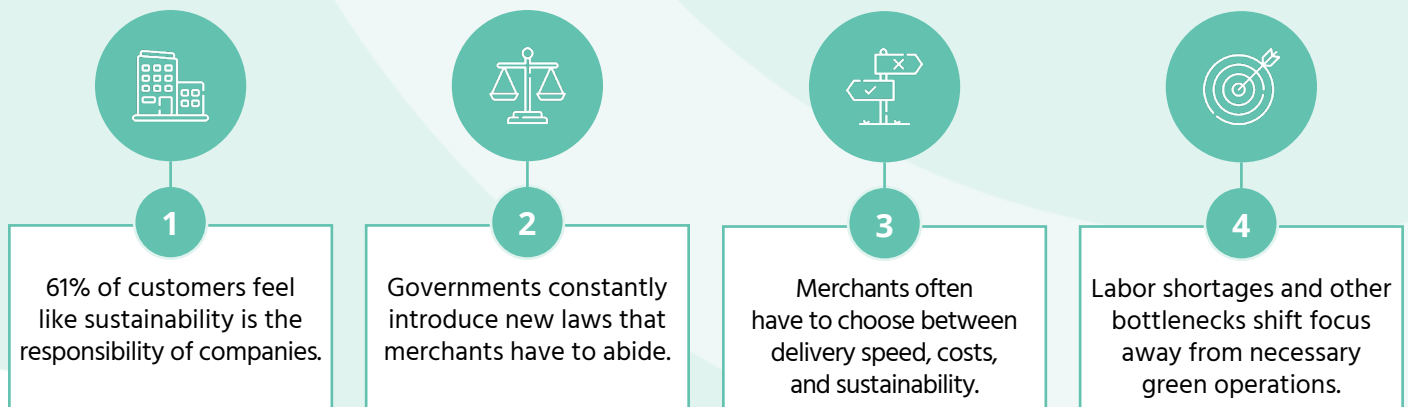 1
61% of customers feel
like sustainability is the
responsibility of companies.
2
Governments constantly
introduce new laws that
merchants have to abide.
3
Merchants often
have to choose between
delivery speed, costs,
and sustainability.
4
Labor shortages and other
bottlenecks shift focus
away from necessary
green operations.